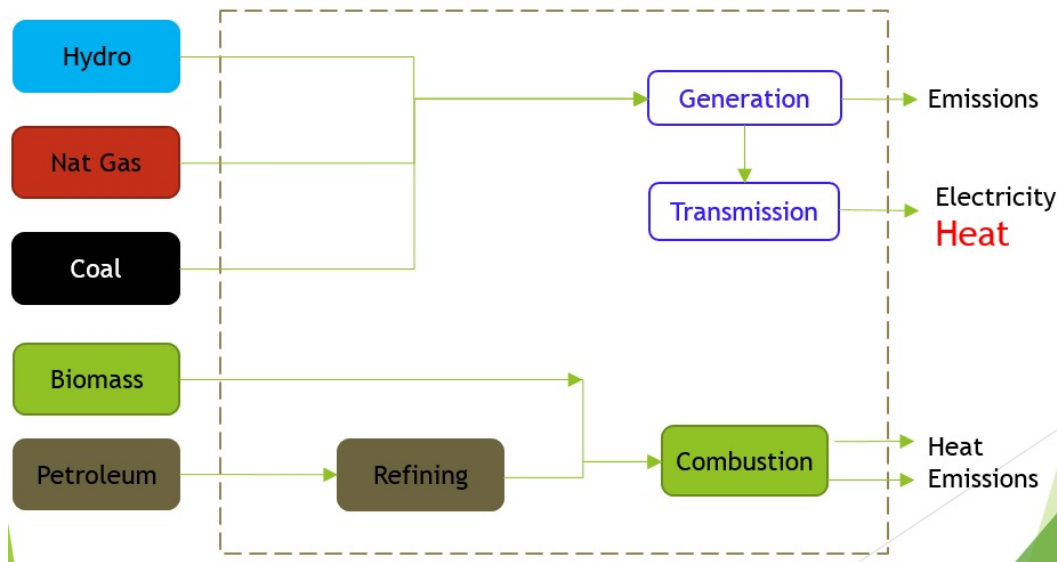 Hydro
Generation
Emissions
Nat Gas
Transmission
Electricity
Heat
Coal
Biomass
Petroleum
Refining
Combustion
Heat
Emissions